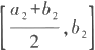 [a₂+b₂/2, b₂]